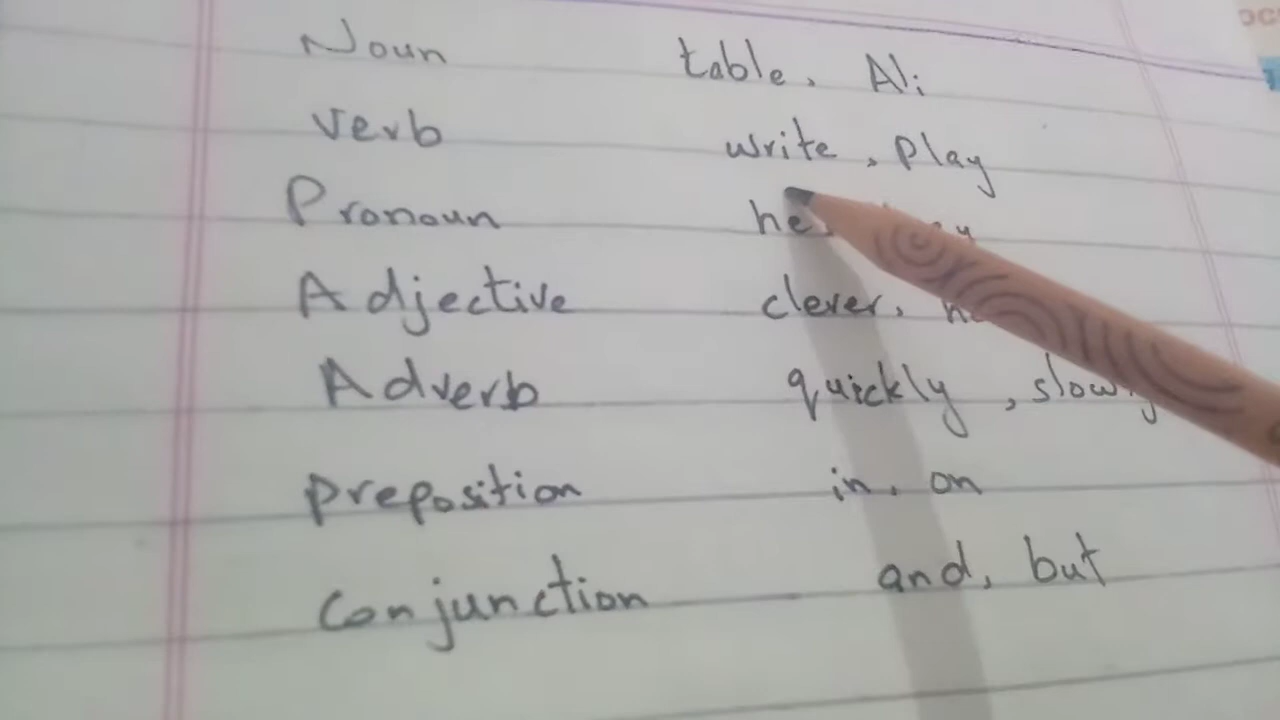 Noun table, Ali
Verb write, play
Pronoun he,
Adjective clever,
Adverb quickly, slowly
preposition in, on
Conjunction and, but